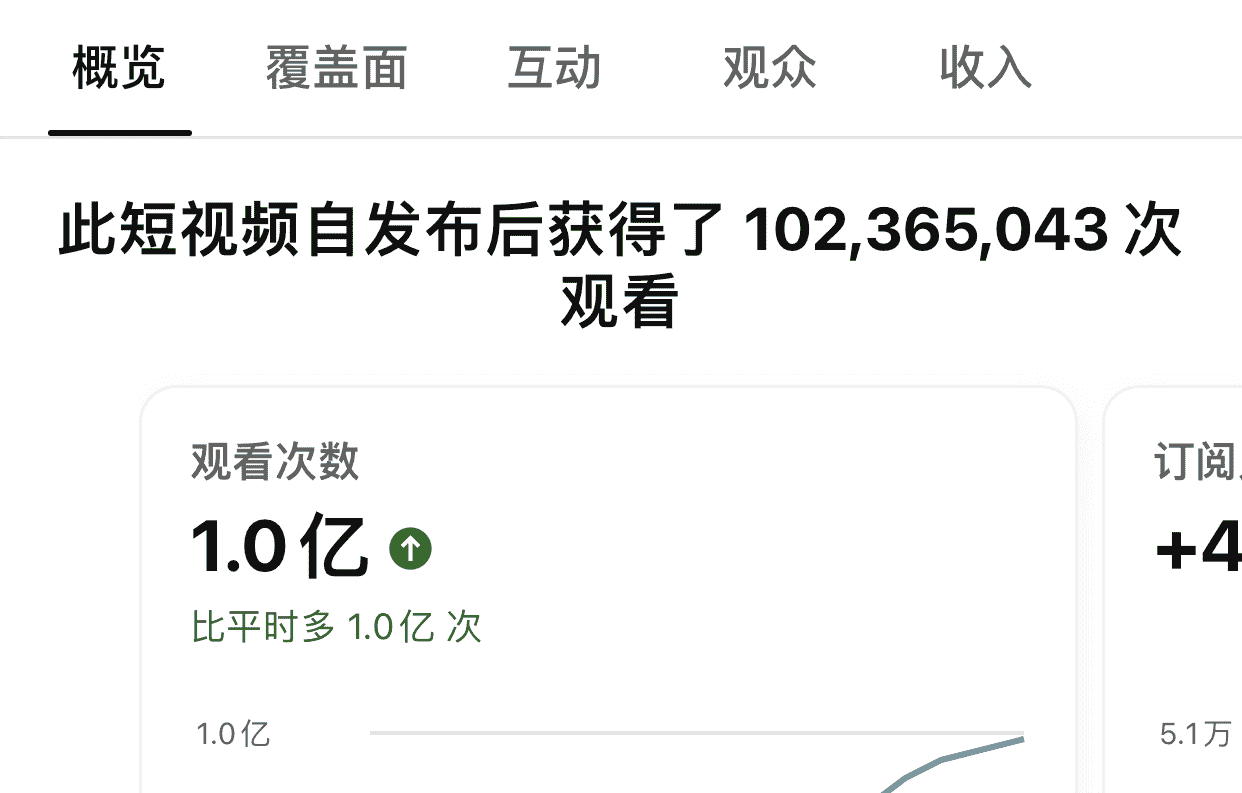 概览 覆盖面 互动 观众 收入
此短视频自发布后获得了 102,365,043 次
观看
观看次数
1.0亿
比平时多 1.0亿 次
1.0亿
订阅
+4
5.1万